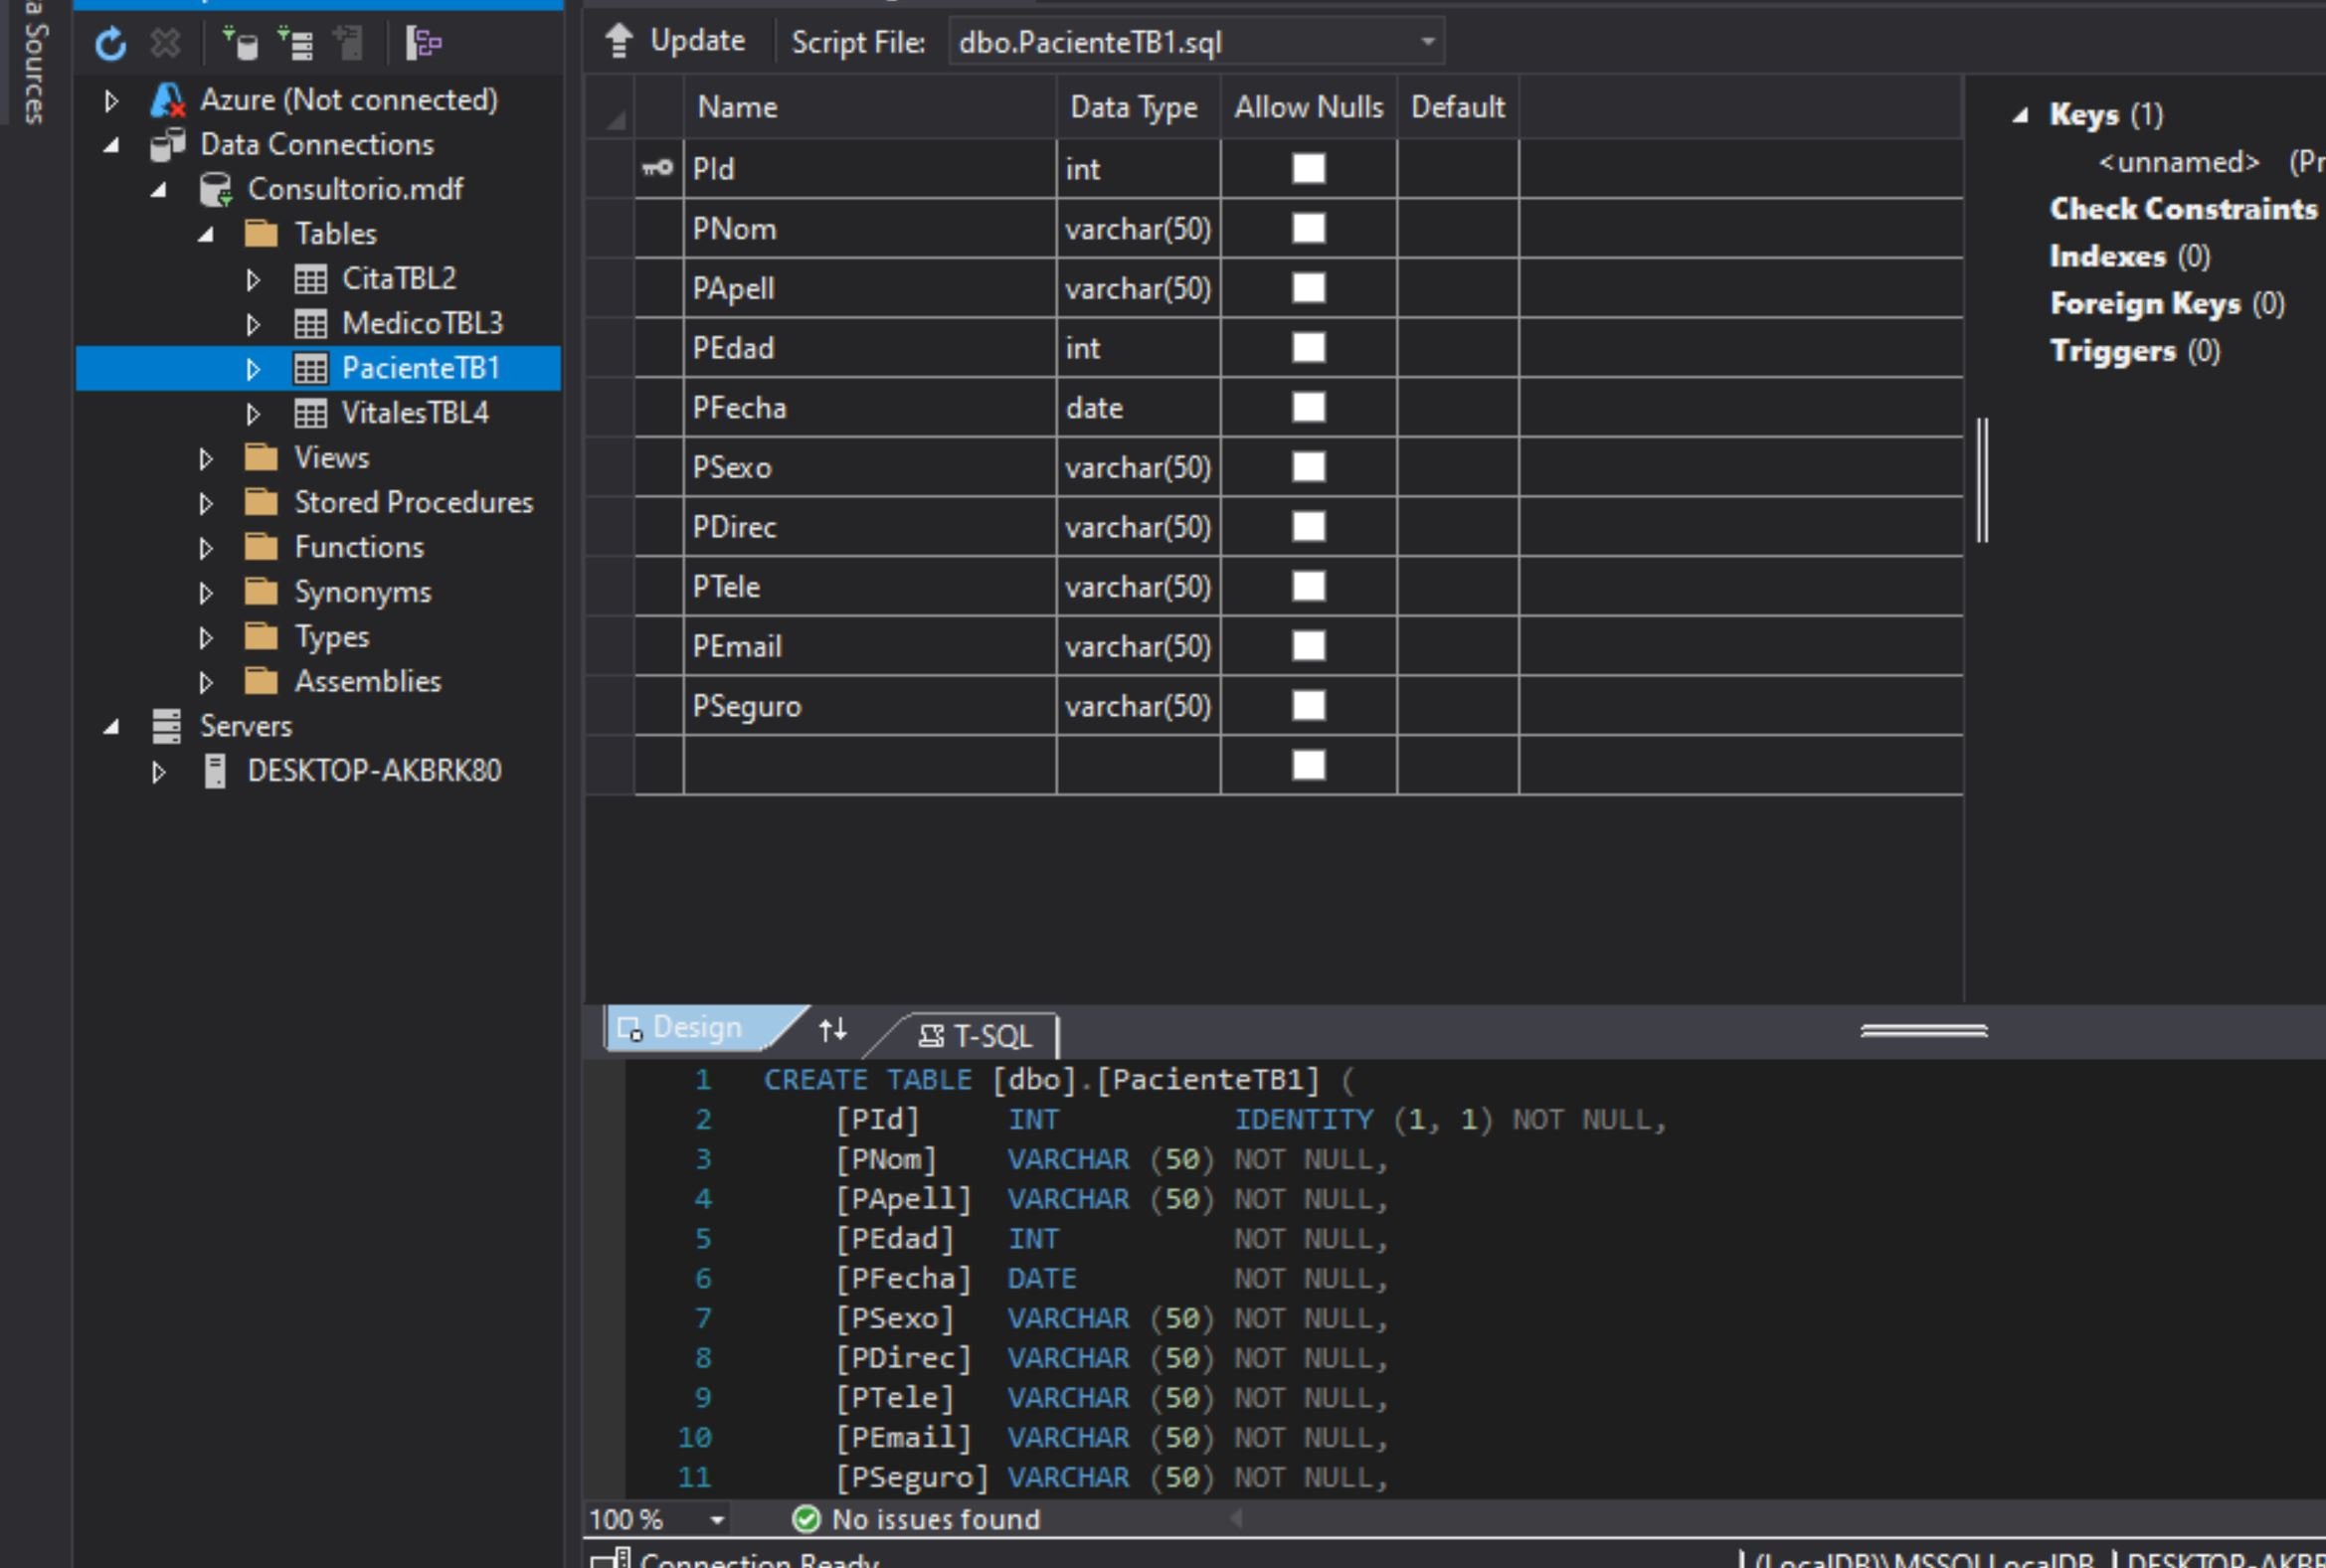 Sources
Azure (Not connected)
Data Connections
Consultorio.mdf
Tables
CitaTBL2
MedicoTBL3
PacienteTB1
VitalesTBL4
Views
Stored Procedures
Functions
Synonyms
Types
Assemblies
Servers
DESKTOP-AKBRK80
Update Script File: dbo.PacienteTB1.sql
Name Data Type Allow Nulls Default
PId int
PNom varchar(50)
PApell varchar(50)
PEdad int
PFecha date
PSexo varchar(50)
PDirec varchar(50)
PTele varchar(50)
PEmail varchar(50)
PSeguro varchar(50)
Keys (1)
<unnamed> (Pr
Check Constraints
Indexes (0)
Foreign Keys (0)
Triggers (0)
Design T-SQL
1 CREATE TABLE [dbo].[PacienteTB1] (
2 [PId] INT IDENTITY (1, 1) NOT NULL,
3 [PNom] VARCHAR (50) NOT NULL,
4 [PApell] VARCHAR (50) NOT NULL,
5 [PEdad] INT NOT NULL,
6 [PFecha] DATE NOT NULL,
7 [PSexo] VARCHAR (50) NOT NULL,
8 [PDirec] VARCHAR (50) NOT NULL,
9 [PTele] VARCHAR (50) NOT NULL,
10 [PEmail] VARCHAR (50) NOT NULL,
11 [PSeguro] VARCHAR (50) NOT NULL,
100 % No issues found
Connection Ready (LocalDB)\MSSQLLocalDB DESKTOP-AKBR